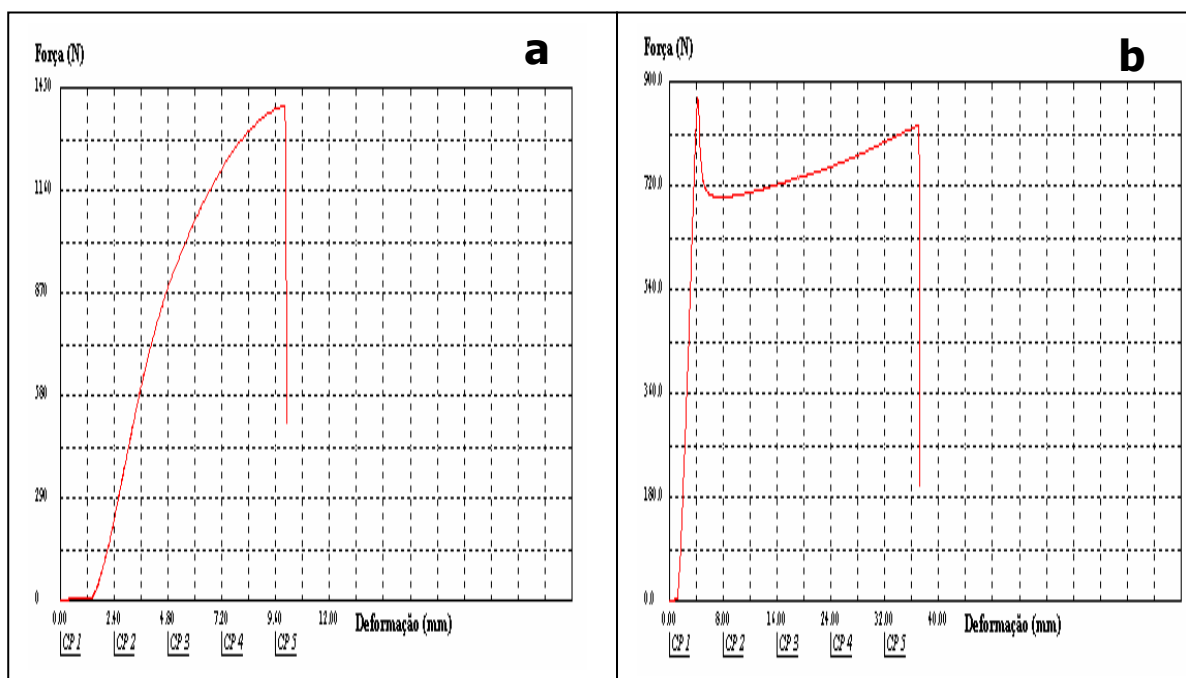 a
Força (N)
1450
1160
870
580
290
0
0.00 2.40 4.80 7.20 9.60 12.00
Deformação (mm)
CP 1 CP 2 CP 3 CP 4 CP 5
b
Força (N)
900.0
720.0
540.0
360.0
180.0
0.0
0.00 8.00 16.00 24.00 32.00 40.00
Deformação (mm)
CP 1 CP 2 CP 3 CP 4 CP 5